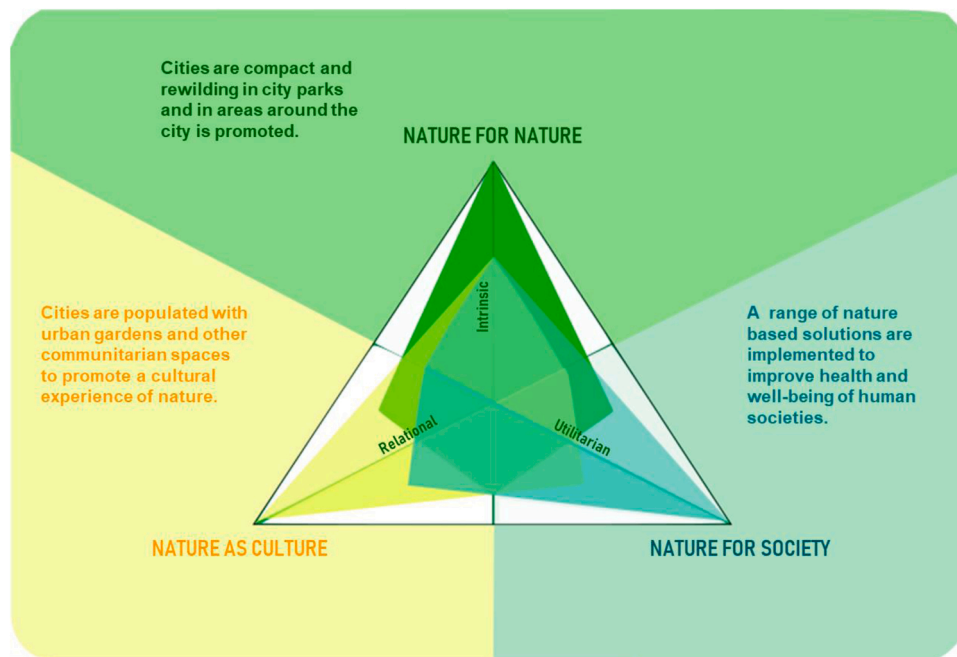 Cities are compact and
rewilding in city parks
and in areas around the
city is promoted.
NATURE FOR NATURE
Intrinsic
Cities are populated with
urban gardens and other
communitarian spaces
to promote a cultural
experience of nature.
A range of nature
based solutions are
implemented to
improve health and
well-being of human
societies.
Relational
Utilitarian
NATURE AS CULTURE
NATURE FOR SOCIETY